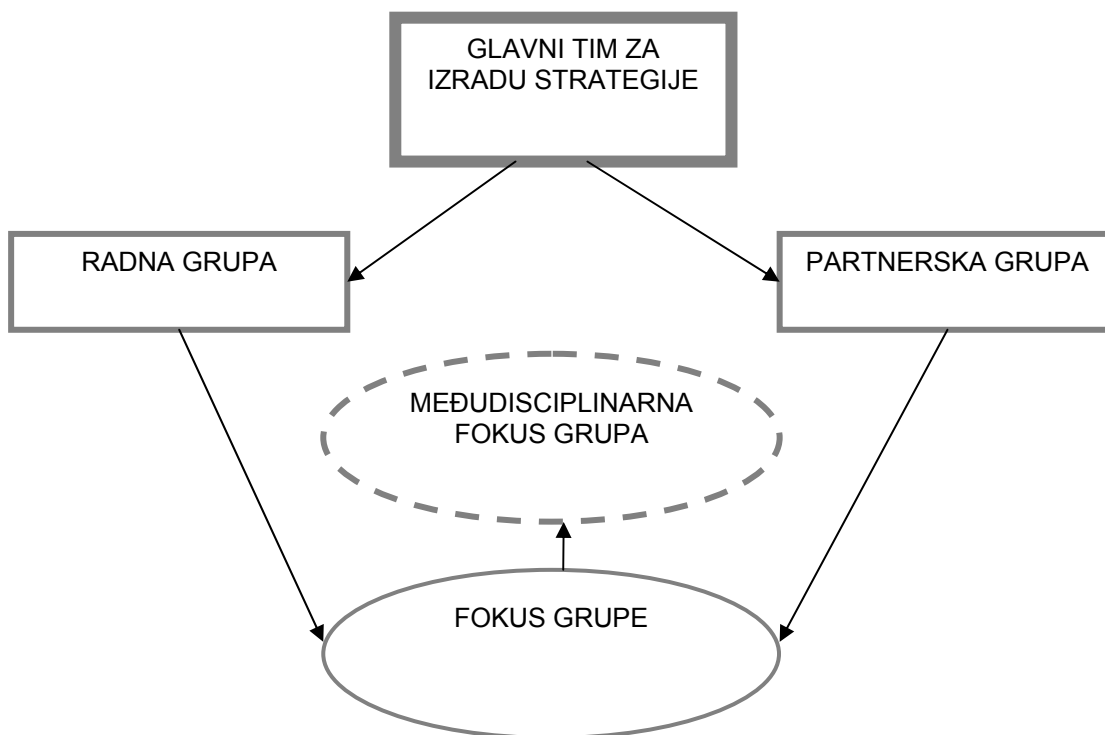 GLAVNI TIM ZA
IZRADU STRATEGIJE
RADNA GRUPA
PARTNERSKA GRUPA
MEĐUDISCIPLINARNA
FOKUS GRUPA
FOKUS GRUPE